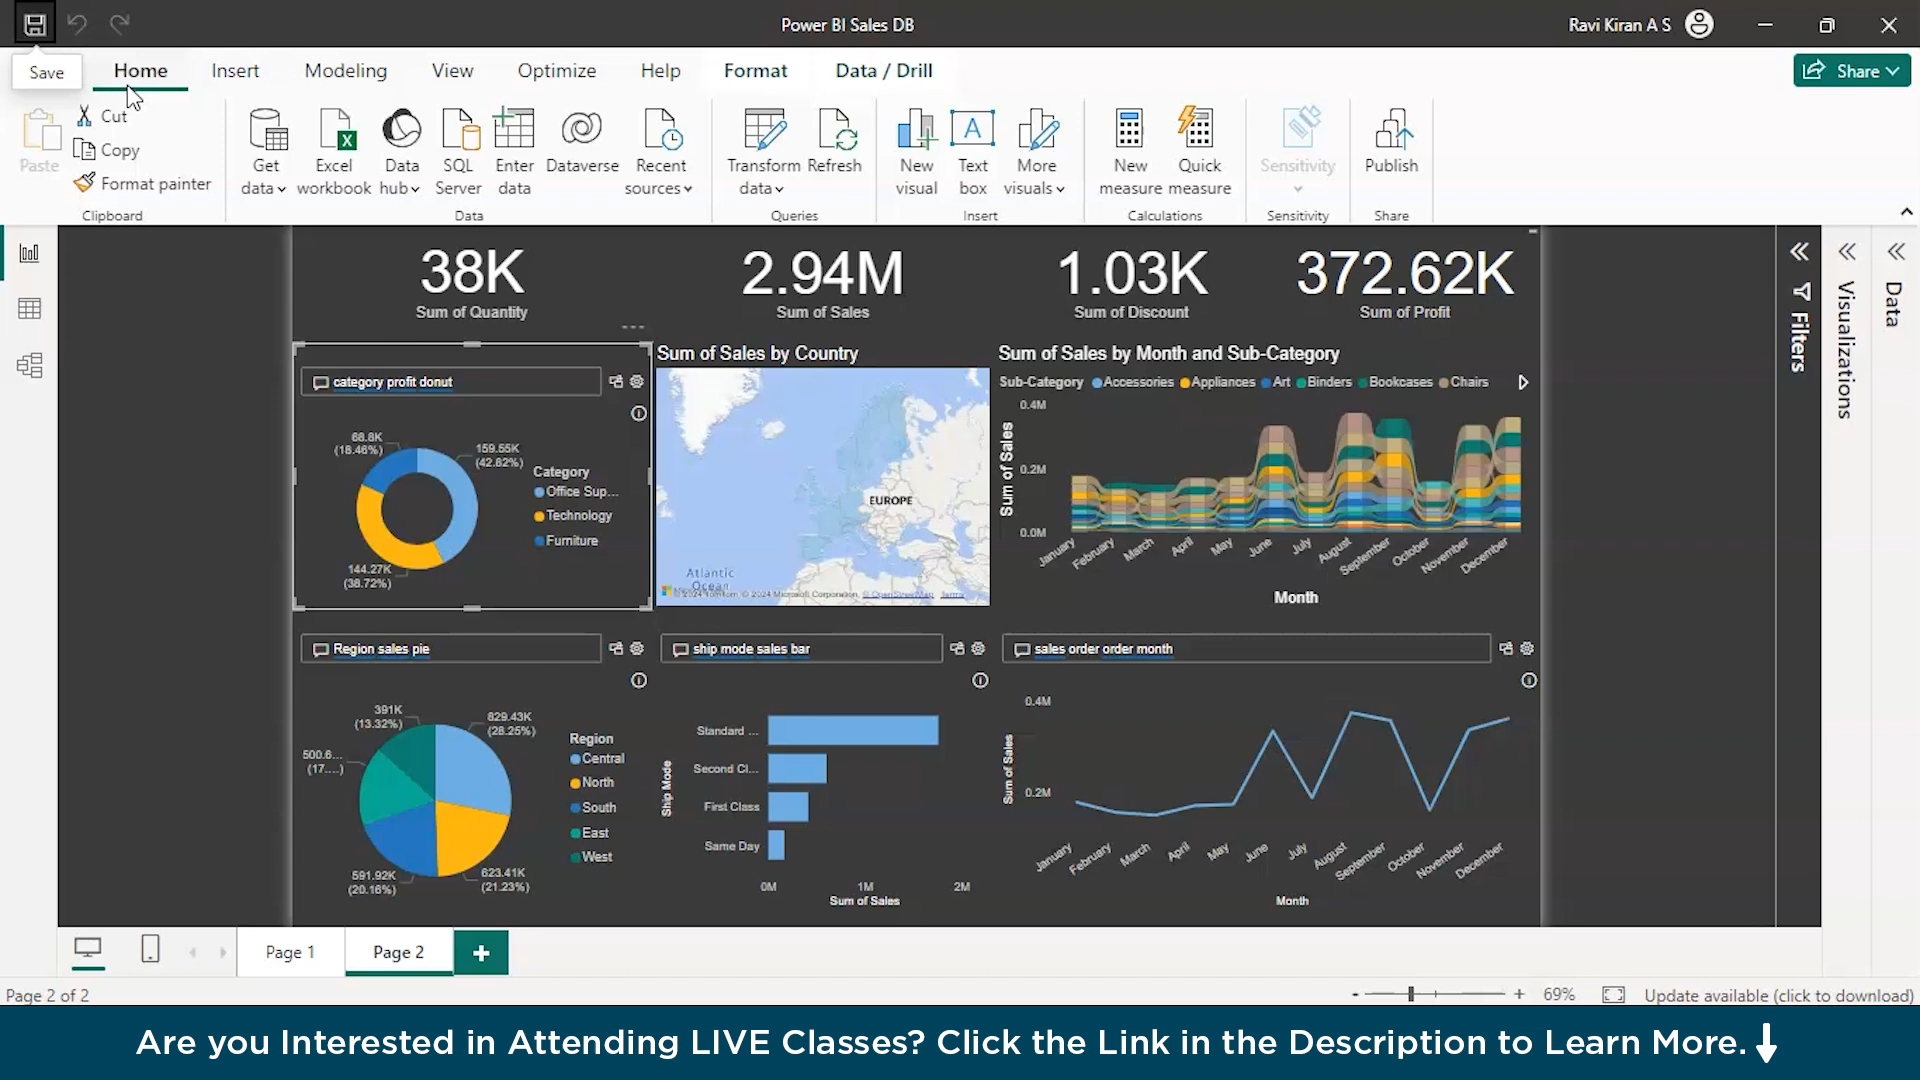 Power BI Sales DB
Ravi Kiran A S
Save
Home
Insert
Modeling
View
Optimize
Help
Format
Data / Drill
Share
Paste
Cut
Copy
Format painter
Clipboard
Get data
Excel workbook
Data hub
SQL Server
Enter data
Dataverse
Recent sources
Data
Transform data
Refresh
Queries
New visual
Text box
More visuals
Insert
New measure
Quick measure
Calculations
Sensitivity
Sensitivity
Publish
Share
38K
Sum of Quantity
2.94M
Sum of Sales
1.03K
Sum of Discount
372.62K
Sum of Profit
Filters
Visualizations
Data
category profit donut
68.8K
(18.46%)
159.55K
(42.82%)
144.27K
(38.72%)
Category
Office Sup...
Technology
Furniture
Sum of Sales by Country
EUROPE
Atlantic
Ocean
© 2024 TomTom, © 2024 Microsoft Corporation, © OpenStreetMap Terms
Sum of Sales by Month and Sub-Category
Sub-Category Accessories Appliances Art Binders Bookcases Chairs
0.4M
0.2M
0.0M
Sum of Sales
January February March April May June July August September October November December
Month
Region sales pie
391K
(13.32%)
829.43K
(28.25%)
500.6...
(17....)
591.92K
(20.16%)
623.41K
(21.23%)
Region
Central
North
South
East
West
ship mode sales bar
Ship Mode
Standard ...
Second Cl...
First Class
Same Day
0M 1M 2M
Sum of Sales
sales order order month
0.4M
0.2M
Sum of Sales
January February March April May June July August September October November December
Month
Page 1
Page 2
+
Page 2 of 2
- + 69%
Update available (click to download)
Are you Interested in Attending LIVE Classes? Click the Link in the Description to Learn More.